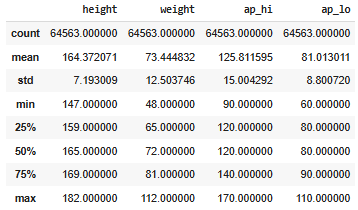 height weight ap_hi ap_lo
count 64563.000000 64563.000000 64563.000000 64563.000000
mean 164.372071 73.444832 125.811595 81.013011
std 7.193009 12.503746 15.004292 8.800720
min 147.000000 48.000000 90.000000 60.000000
25% 159.000000 65.000000 120.000000 80.000000
50% 165.000000 72.000000 120.000000 80.000000
75% 169.000000 81.000000 140.000000 90.000000
max 182.000000 112.000000 170.000000 110.000000